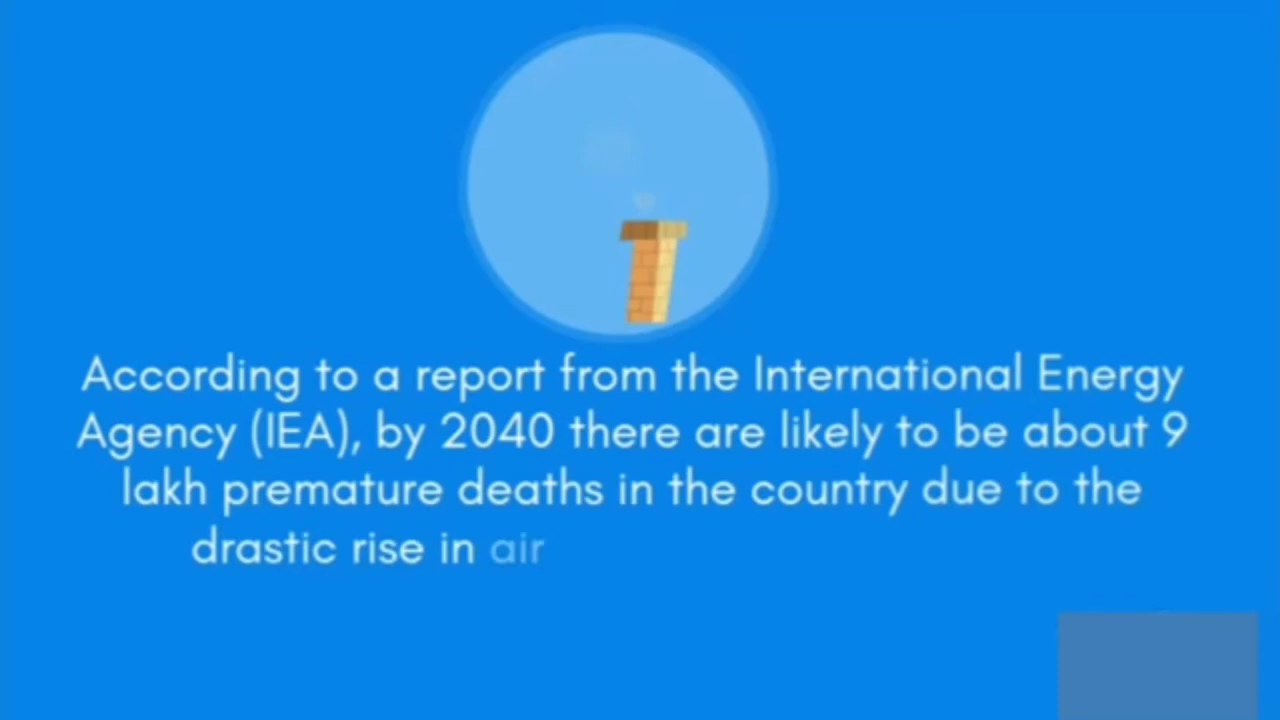 According to a report from the International Energy
Agency (IEA), by 2040 there are likely to be about 9
lakh premature deaths in the country due to the
drastic rise in air